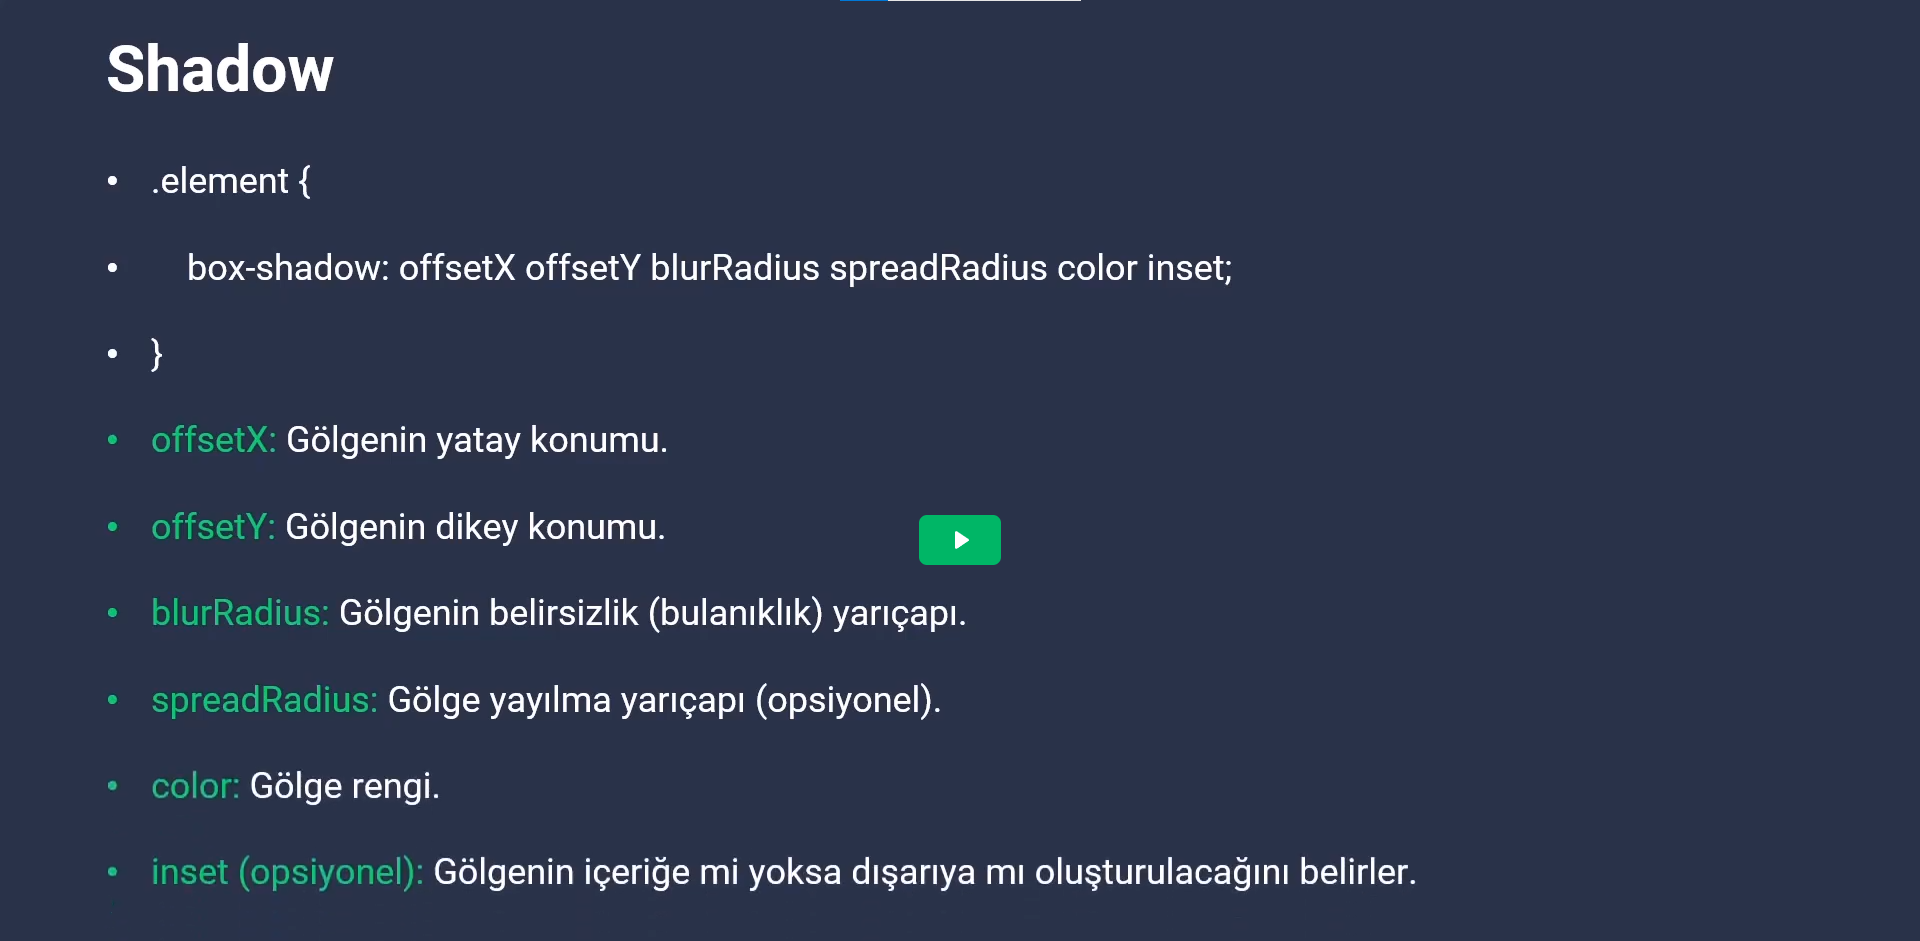 Shadow
• .element {
• box-shadow: offsetX offsetY blurRadius spreadRadius color inset;
• }
• offsetX: Gölgenin yatay konumu.
• offsetY: Gölgenin dikey konumu.
• blurRadius: Gölgenin belirsizlik (bulanıklık) yarıçapı.
• spreadRadius: Gölge yayılma yarıçapı (opsiyonel).
• color: Gölge rengi.
• inset (opsiyonel): Gölgenin içeriğe mi yoksa dışarıya mı oluşturulacağını belirler.